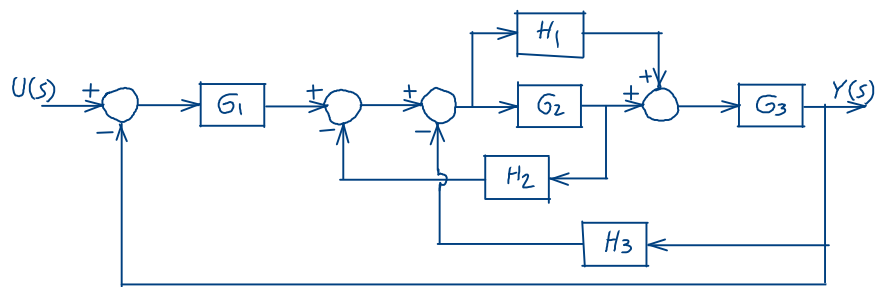 H1
U(s) + G1 + + G2 + + G3 Y(s)
− − −
H2
H3